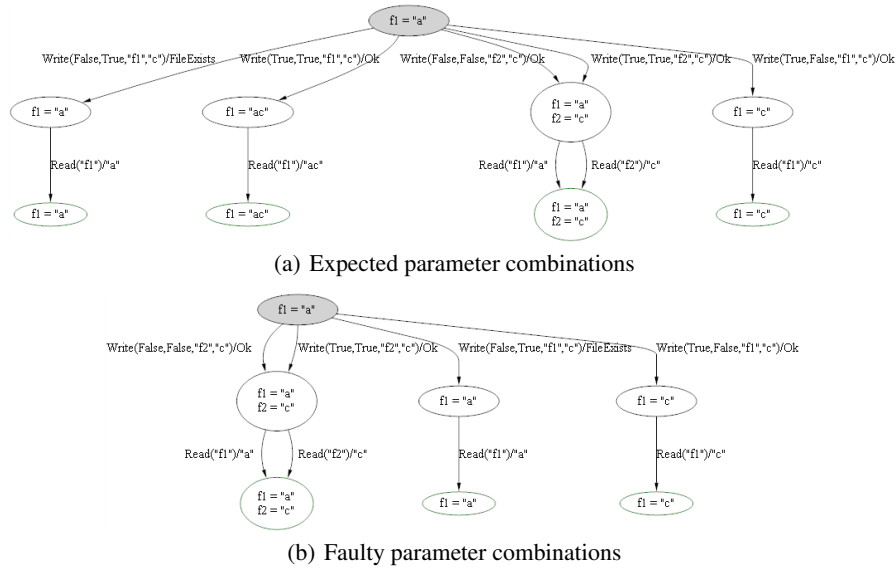 f1 = "a"
Write(False,True,"f1","c")/FileExists
Write(True,True,"f1","c")/Ok
Write(False,False,"f2","c")/Ok
Write(True,True,"f2","c")/Ok
Write(True,False,"f1","c")/Ok
f1 = "a"
f1 = "ac"
f1 = "a"
f2 = "c"
f1 = "c"
Read("f1")/"a"
Read("f1")/"ac"
Read("f1")/"a"
Read("f2")/"c"
Read("f1")/"c"
f1 = "a"
f1 = "ac"
f1 = "a"
f2 = "c"
f1 = "c"
(a) Expected parameter combinations
f1 = "a"
Write(False,False,"f2","c")/Ok
Write(True,True,"f2","c")/Ok
Write(False,True,"f1","c")/FileExists
Write(True,False,"f1","c")/Ok
f1 = "a"
f2 = "c"
f1 = "a"
f1 = "c"
Read("f1")/"a"
Read("f2")/"c"
Read("f1")/"a"
Read("f1")/"c"
f1 = "a"
f2 = "c"
f1 = "a"
f1 = "c"
(b) Faulty parameter combinations